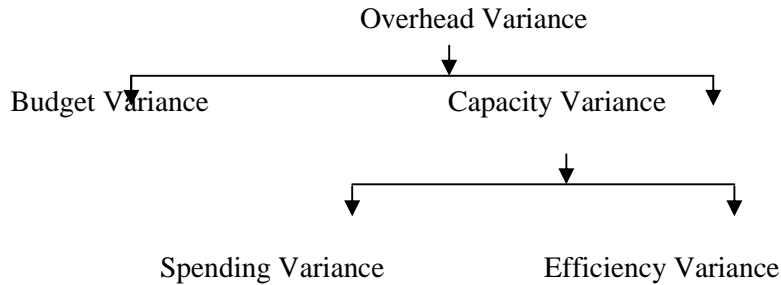 Overhead Variance
Budget Variance Capacity Variance
Spending Variance Efficiency Variance